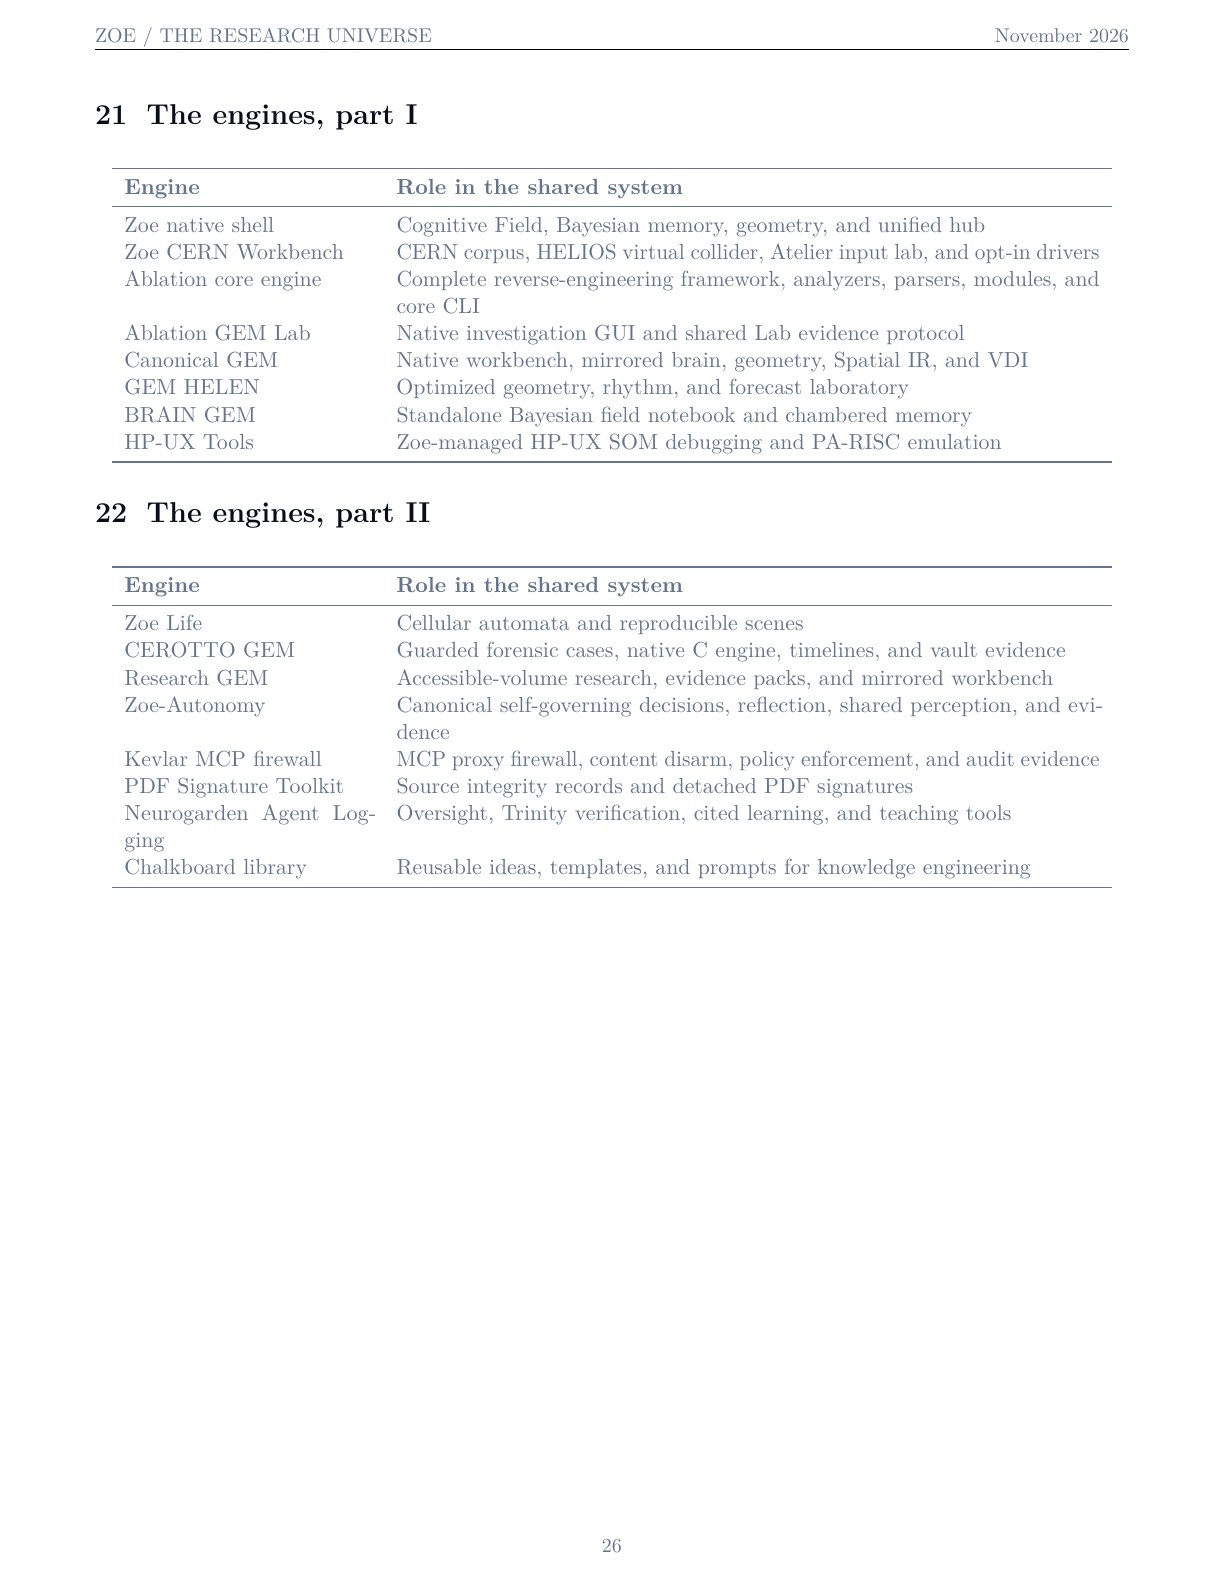 ZOE / THE RESEARCH UNIVERSE November 2026
21 The engines, part I
Engine Role in the shared system
Zoe native shell Cognitive Field, Bayesian memory, geometry, and unified hub
Zoe CERN Workbench CERN corpus, HELIOS virtual collider, Atelier input lab, and opt-in drivers
Ablation core engine Complete reverse-engineering framework, analyzers, parsers, modules, and
core CLI
Ablation GEM Lab Native investigation GUI and shared Lab evidence protocol
Canonical GEM Native workbench, mirrored brain, geometry, Spatial IR, and VDI
GEM HELEN Optimized geometry, rhythm, and forecast laboratory
BRAIN GEM Standalone Bayesian field notebook and chambered memory
HP-UX Tools Zoe-managed HP-UX SOM debugging and PA-RISC emulation
22 The engines, part II
Engine Role in the shared system
Zoe Life Cellular automata and reproducible scenes
CEROTTO GEM Guarded forensic cases, native C engine, timelines, and vault evidence
Research GEM Accessible-volume research, evidence packs, and mirrored workbench
Zoe-Autonomy Canonical self-governing decisions, reflection, shared perception, and evi-
dence
Kevlar MCP firewall MCP proxy firewall, content disarm, policy enforcement, and audit evidence
PDF Signature Toolkit Source integrity records and detached PDF signatures
Neurogarden Agent Log- Oversight, Trinity verification, cited learning, and teaching tools
ging
Chalkboard library Reusable ideas, templates, and prompts for knowledge engineering
26